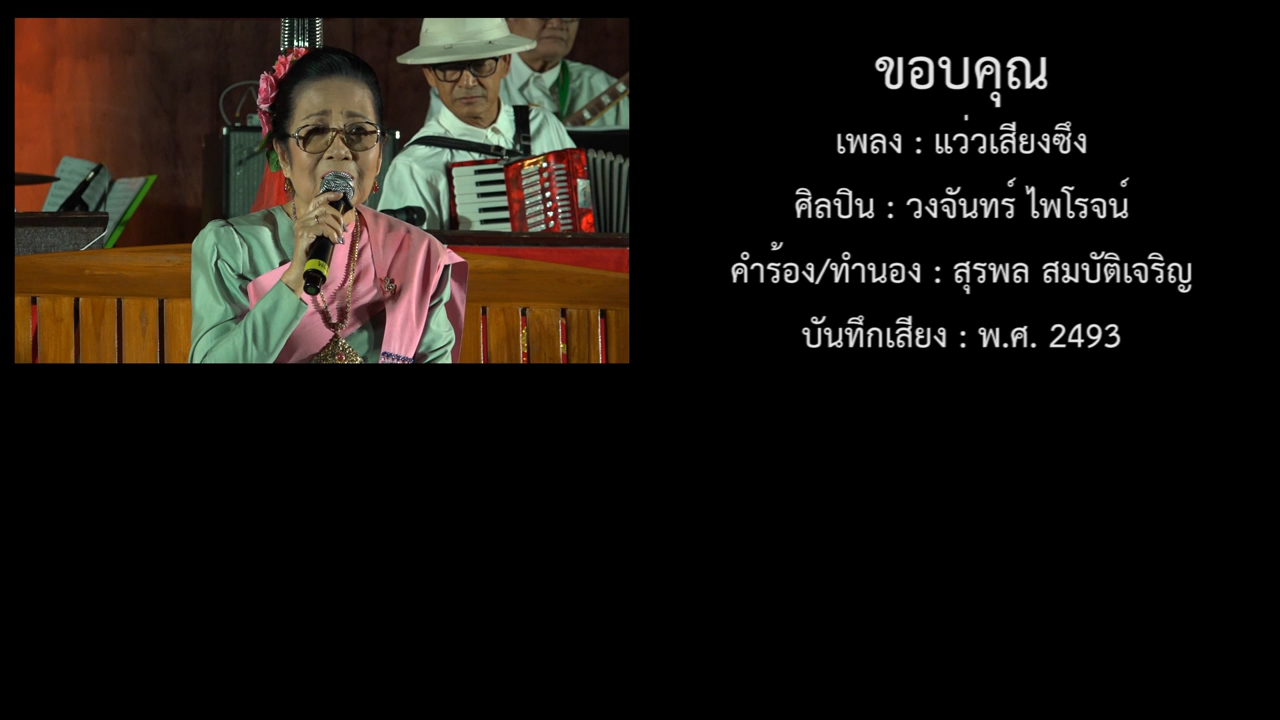 ขอบคุณ
เพลง : แว่วเสียงซึง
ศิลปิน : วงจันทร์ ไพโรจน์
คำร้อง/ทำนอง : สุรพล สมบัติเจริญ
บันทึกเสียง : พ.ศ. 2493